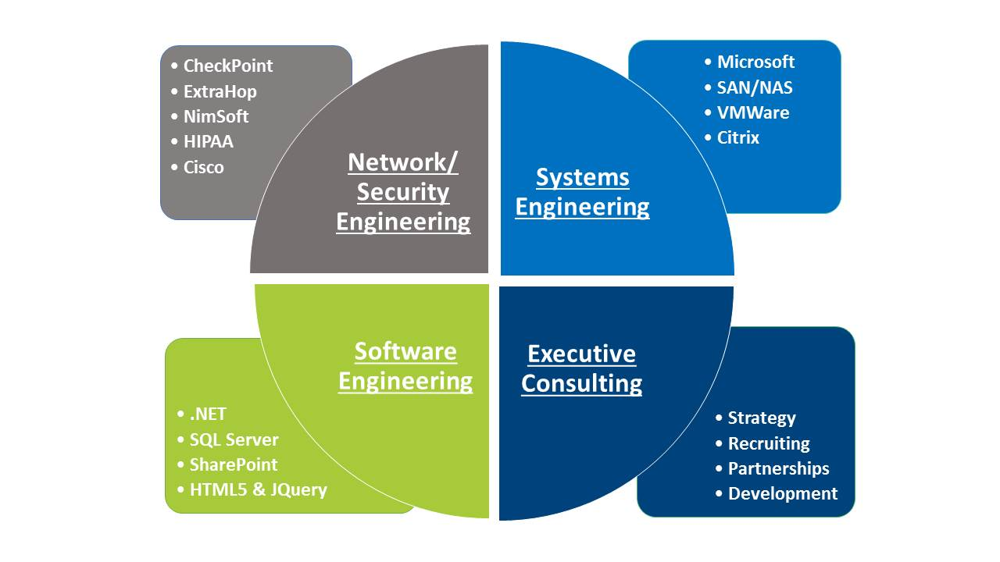 • CheckPoint
• ExtraHop
• NimSoft
• HIPAA
• Cisco
Network/
Security
Engineering
Systems
Engineering
• Microsoft
• SAN/NAS
• VMWare
• Citrix
Software
Engineering
• .NET
• SQL Server
• SharePoint
• HTML5 & JQuery
Executive
Consulting
• Strategy
• Recruiting
• Partnerships
• Development